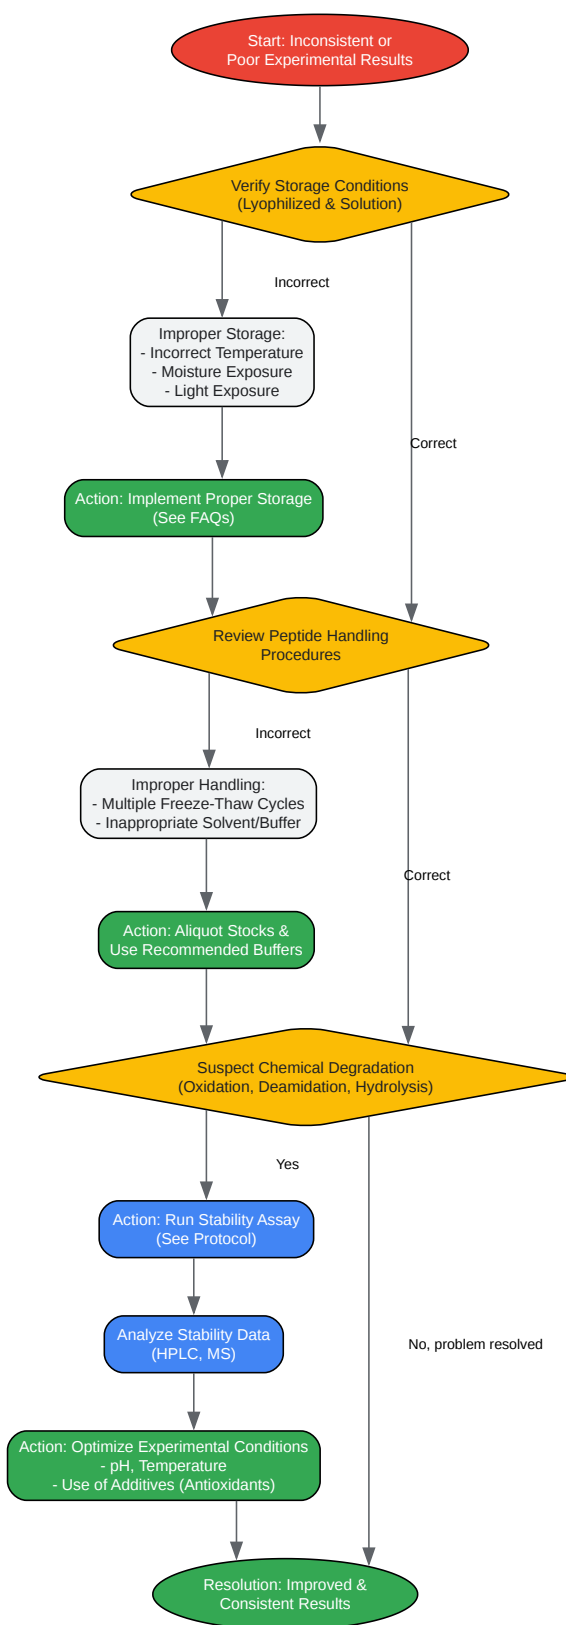 Start: Inconsistent or
Poor Experimental Results
Verify Storage Conditions
(Lyophilized & Solution)
Incorrect
Improper Storage:
- Incorrect Temperature
- Moisture Exposure
- Light Exposure
Correct
Action: Implement Proper Storage
(See FAQs)
Review Peptide Handling
Procedures
Incorrect
Improper Handling:
- Multiple Freeze-Thaw Cycles
- Inappropriate Solvent/Buffer
Correct
Action: Aliquot Stocks &
Use Recommended Buffers
Suspect Chemical Degradation
(Oxidation, Deamidation, Hydrolysis)
Yes
Action: Run Stability Assay
(See Protocol)
Analyze Stability Data
(HPLC, MS)
No, problem resolved
Action: Optimize Experimental Conditions
- pH, Temperature
- Use of Additives (Antioxidants)
Resolution: Improved &
Consistent Results